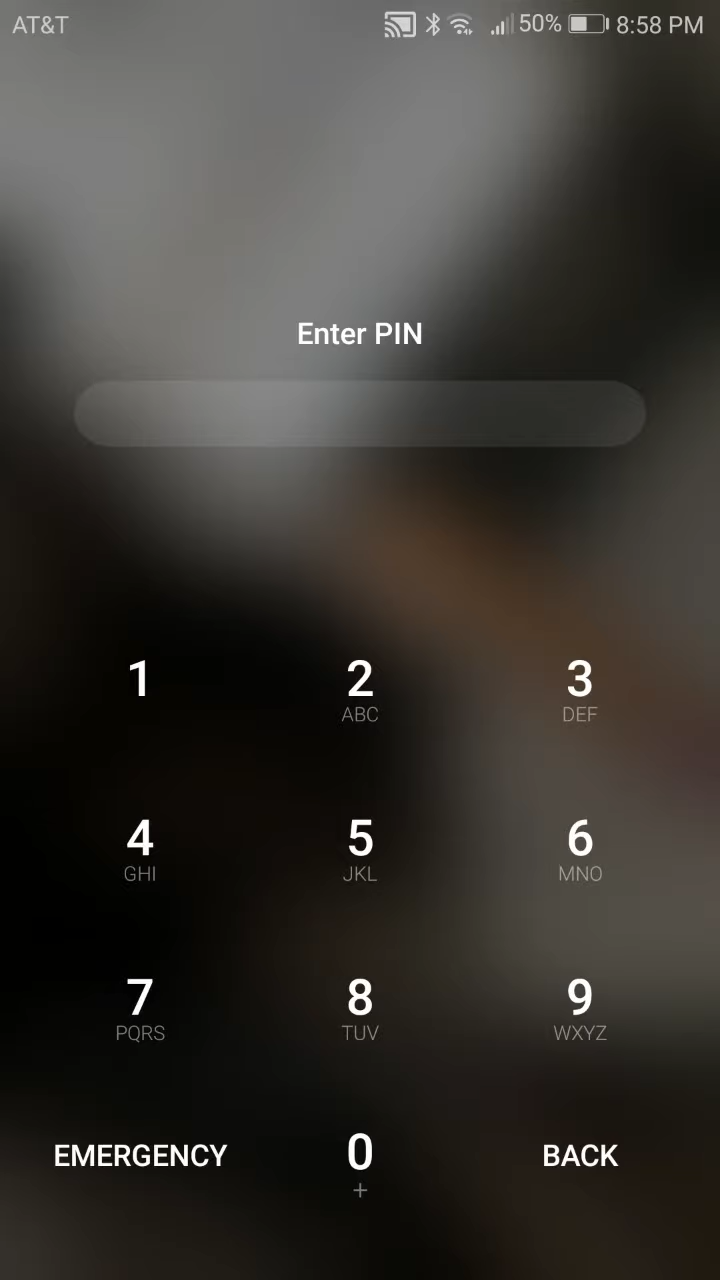 AT&T 50% 8:58 PM
Enter PIN
1 2 3
ABC DEF
4 5 6
GHI JKL MNO
7 8 9
PQRS TUV WXYZ
EMERGENCY 0 BACK
+